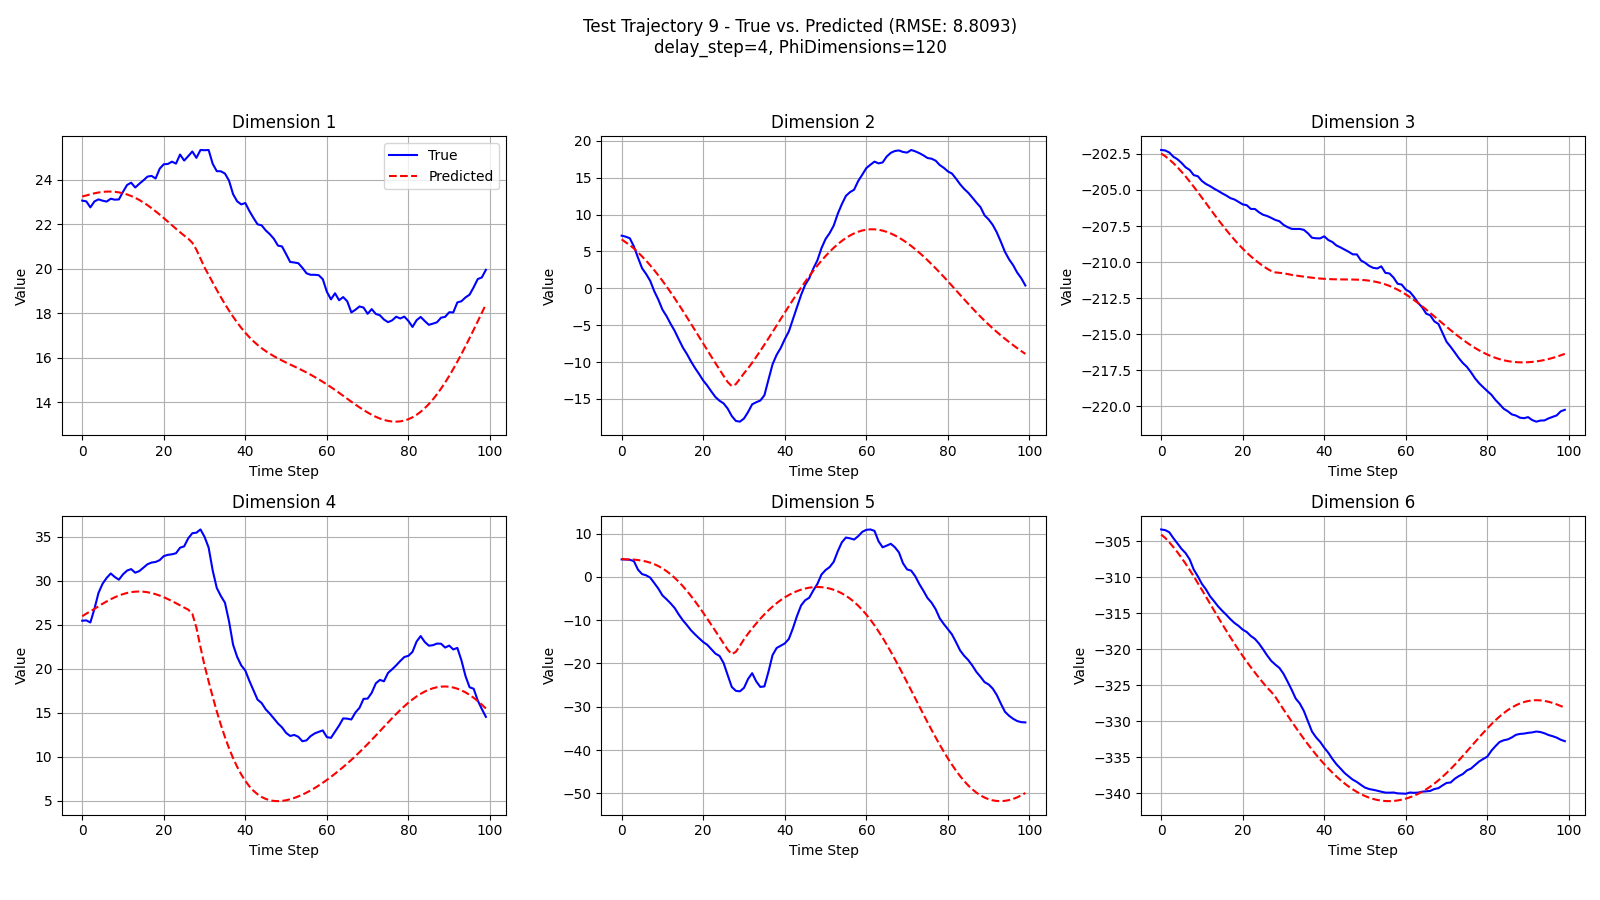 Test Trajectory 9 - True vs. Predicted (RMSE: 8.8093)
delay_step=4, PhiDimensions=120
Dimension 1
Value
24
22
20
18
16
14
0 20 40 60 80 100
Time Step
True
Predicted
Dimension 2
Value
20
15
10
5
0
−5
−10
−15
0 20 40 60 80 100
Time Step
Dimension 3
Value
−202.5
−205.0
−207.5
−210.0
−212.5
−215.0
−217.5
−220.0
0 20 40 60 80 100
Time Step
Dimension 4
Value
35
30
25
20
15
10
5
0 20 40 60 80 100
Time Step
Dimension 5
Value
10
0
−10
−20
−30
−40
−50
0 20 40 60 80 100
Time Step
Dimension 6
Value
−305
−310
−315
−320
−325
−330
−335
−340
0 20 40 60 80 100
Time Step